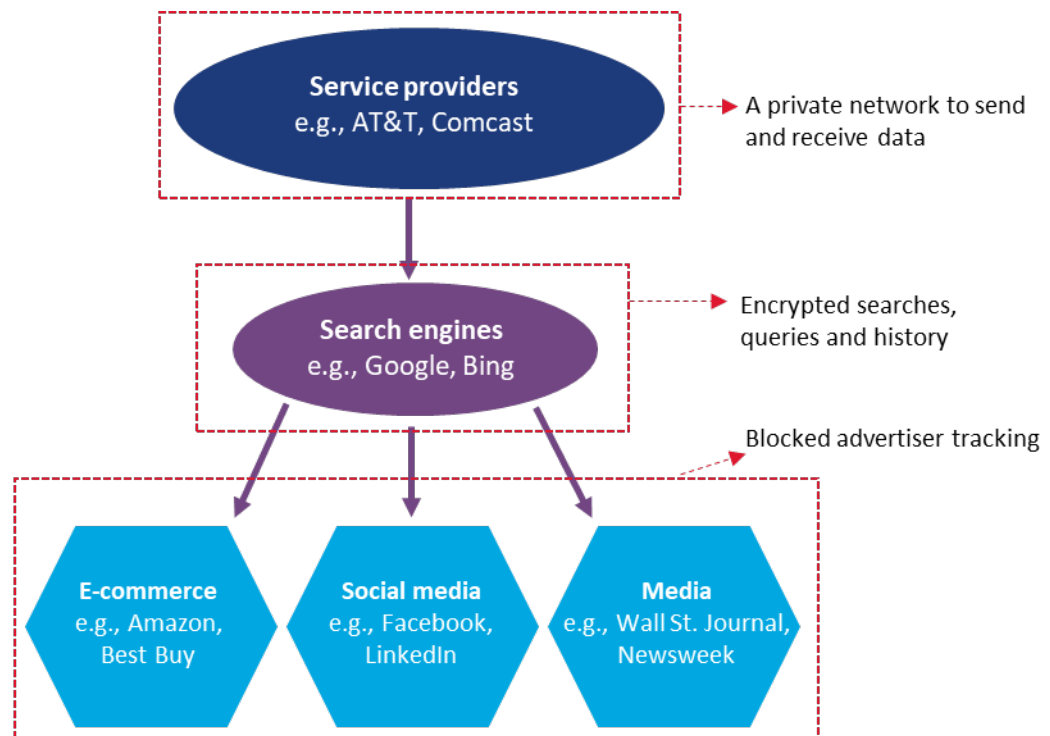 Service providers
e.g., AT&T, Comcast
A private network to send
and receive data
Search engines
e.g., Google, Bing
Encrypted searches,
queries and history
Blocked advertiser tracking
E-commerce
e.g., Amazon,
Best Buy
Social media
e.g., Facebook,
LinkedIn
Media
e.g., Wall St. Journal,
Newsweek